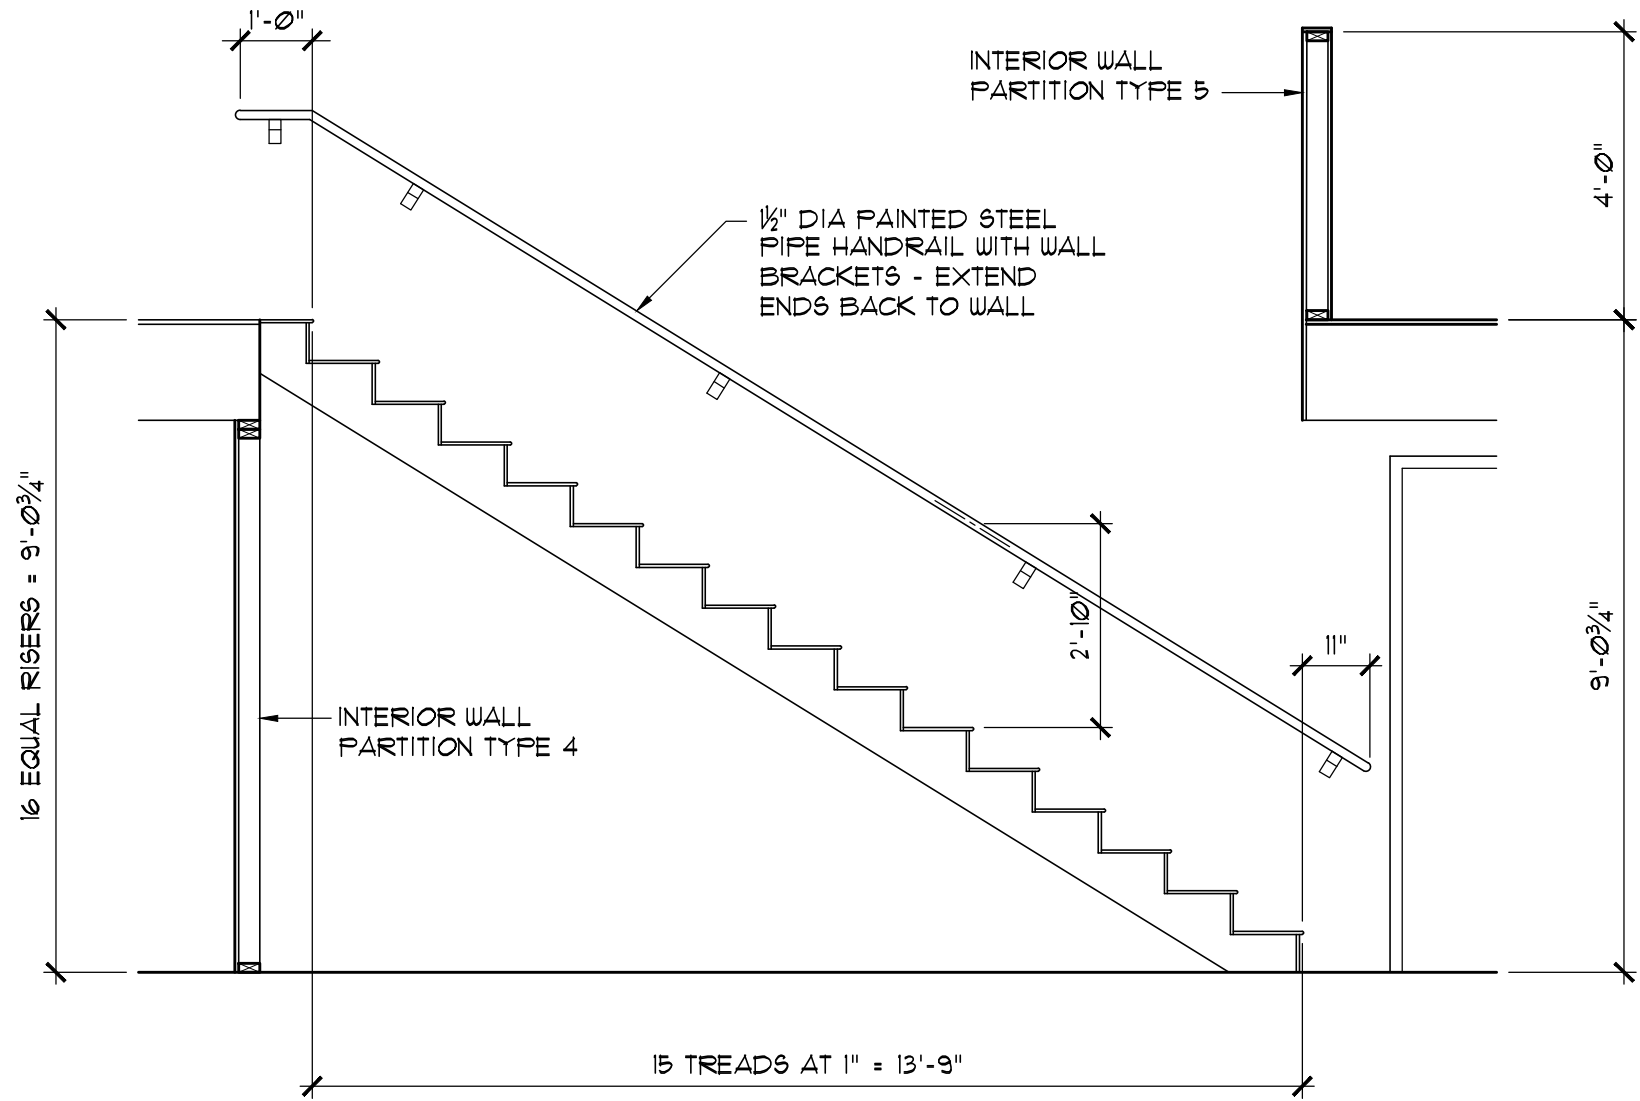 1'-0"
INTERIOR WALL
PARTITION TYPE 5
4'-0"
1½" DIA PAINTED STEEL
PIPE HANDRAIL WITH WALL
BRACKETS - EXTEND
ENDS BACK TO WALL
16 EQUAL RISERS = 9'-0¾"
2'-10"
9'-0¾"
11"
INTERIOR WALL
PARTITION TYPE 4
15 TREADS AT 1" = 13'-9"